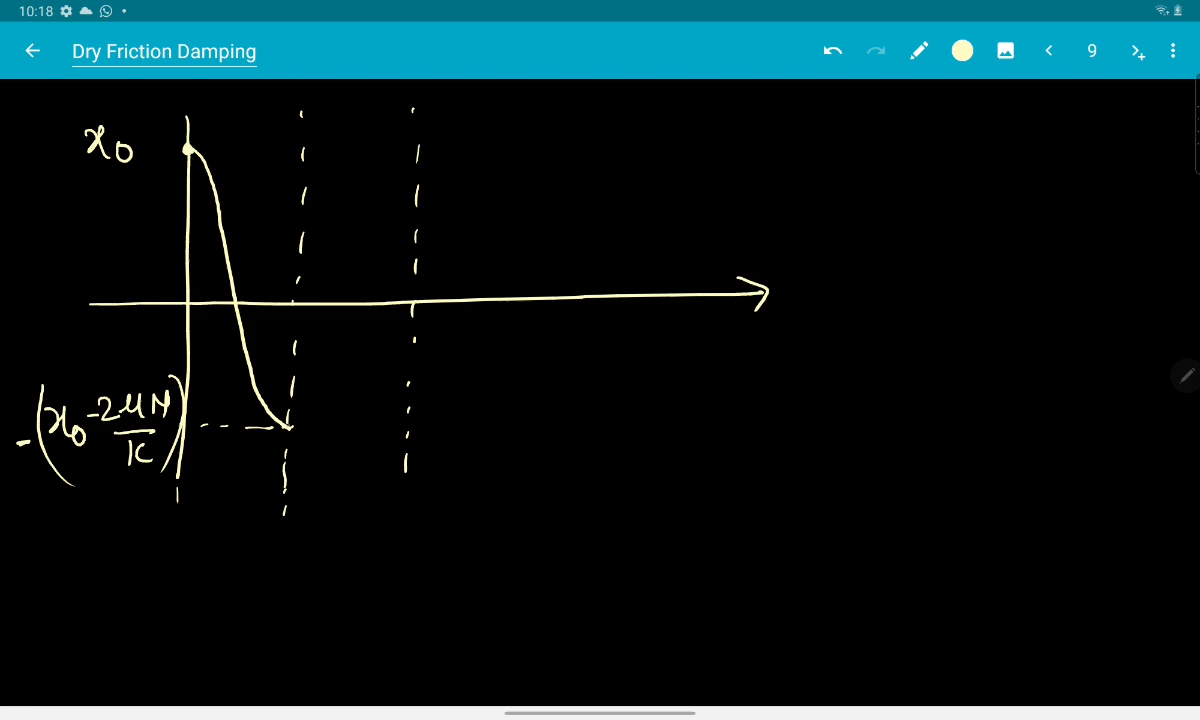 10:18
Dry Friction Damping
9
x₀
-(x₀ - 2μN/K)